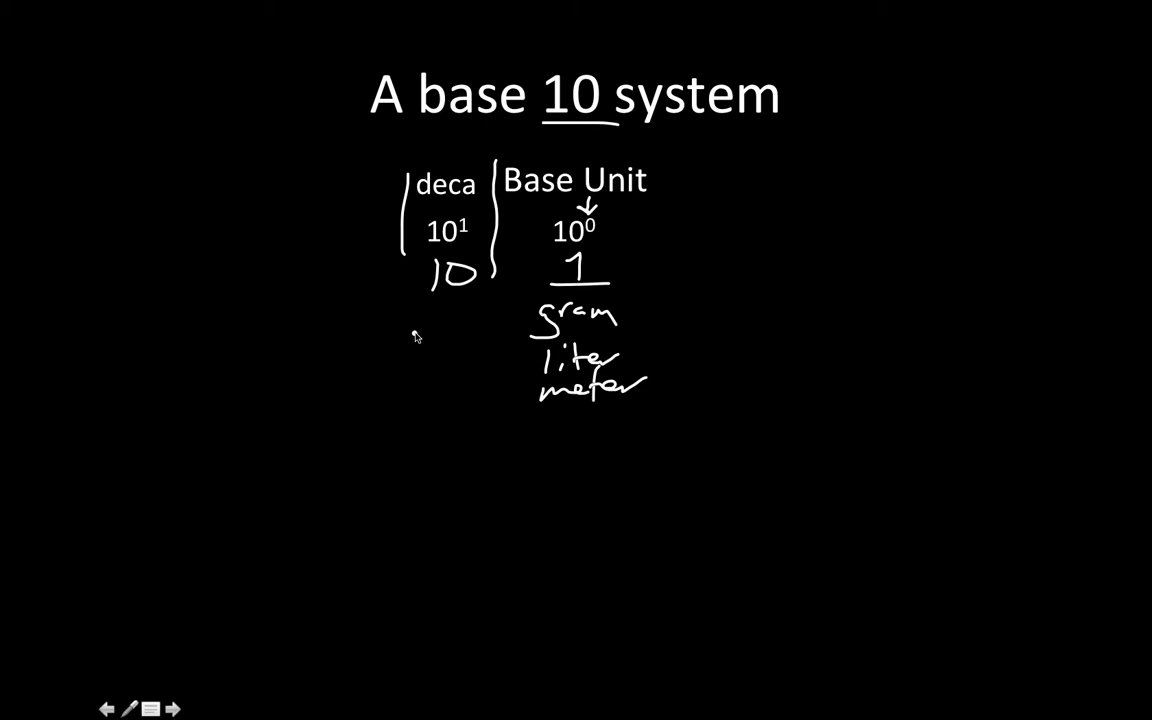 A base 10 system
deca Base Unit
10¹ 10⁰
10 1
gram
liter
meter